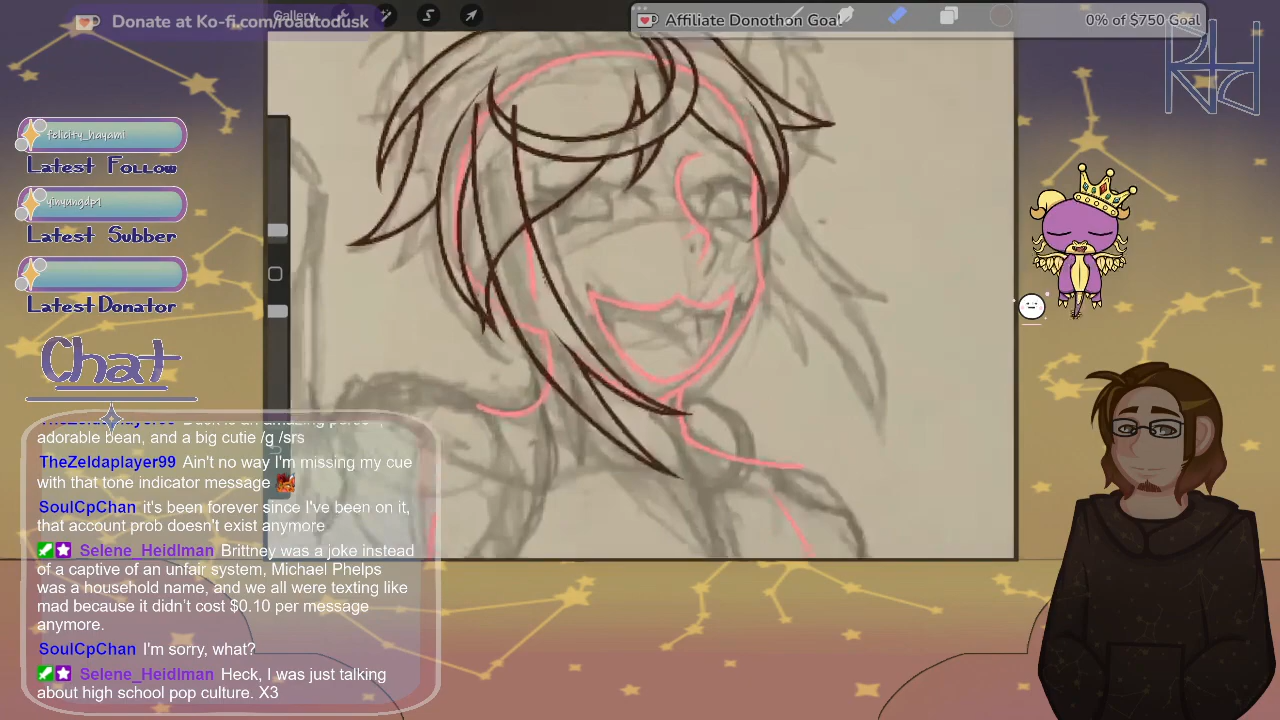 Gallery
Donate at Ko-fi.com/roadtodusk
Affiliate Donothon Goal
0% of $750 Goal
felicity_hayami
Latest Follow
yinyangdp1
Latest Subber
Latest Donator
Chat
adorable bean, and a big cutie /g /srs
TheZeldaplayer99 Ain't no way I'm missing my cue
with that tone indicator message
SoulCpChan it's been forever since I've been on it,
that account prob doesn't exist anymore
Selene_Heidlman Brittney was a joke instead
of a captive of an unfair system, Michael Phelps
was a household name, and we all were texting like
mad because it didn't cost $0.10 per message
anymore.
SoulCpChan I'm sorry, what?
Selene_Heidlman Heck, I was just talking
about high school pop culture. X3